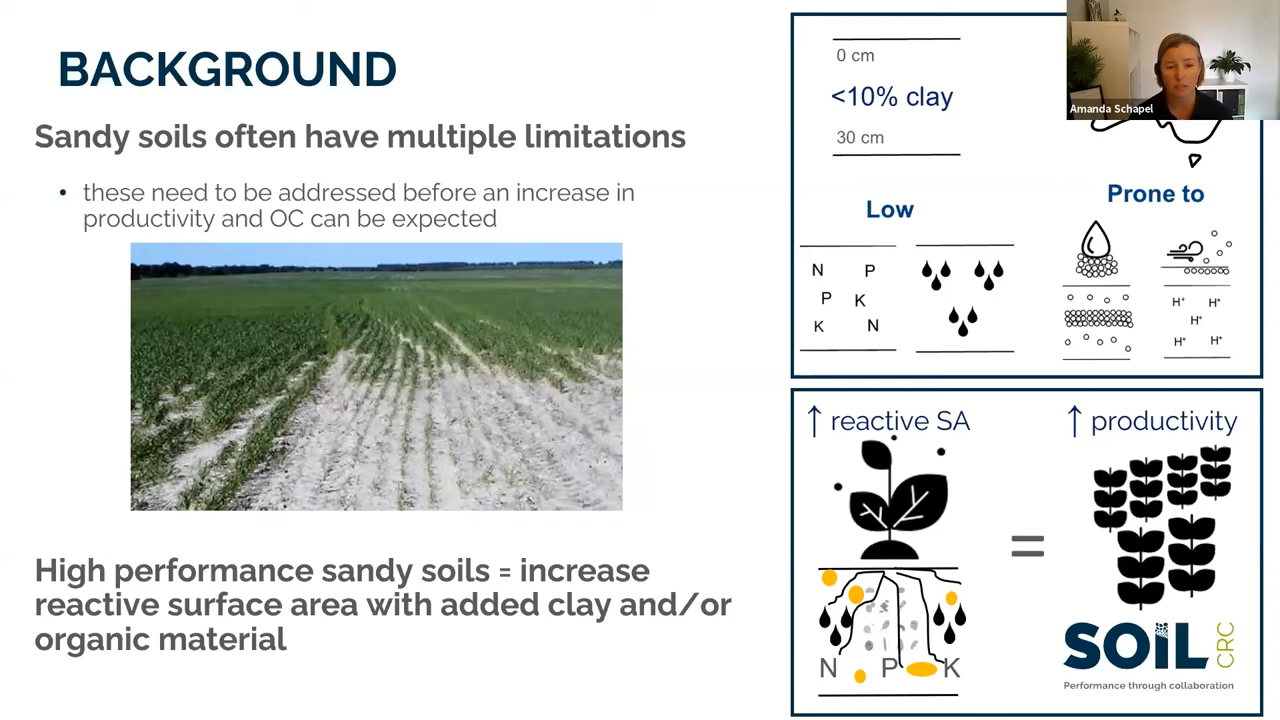 BACKGROUND
Sandy soils often have multiple limitations
• these need to be addressed before an increase in
productivity and OC can be expected
High performance sandy soils = increase
reactive surface area with added clay and/or
organic material
0 cm
<10% clay
30 cm
Amanda Schapel
Low
Prone to
N P
P K
K N
H+ H+
H+
H+ H+
↑ reactive SA
↑ productivity
=
N P K
SOiL CRC
Performance through collaboration